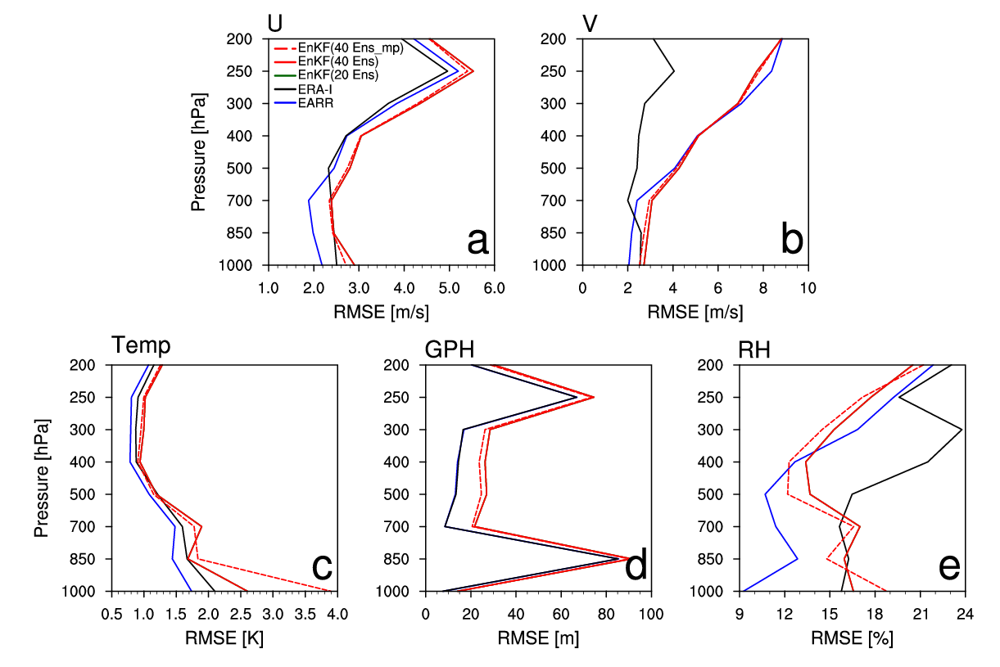 U
V
200
250
300
400
500
700
850
1000
Pressure [hPa]
EnKF(40 Ens_mp)
EnKF(40 Ens)
EnKF(20 Ens)
ERA-I
EARR
a
1.0 2.0 3.0 4.0 5.0 6.0
RMSE [m/s]
200
250
300
400
500
700
850
1000
b
0 2 4 6 8 10
RMSE [m/s]
Temp
GPH
RH
200
250
300
400
500
700
850
1000
Pressure [hPa]
c
0.5 1.0 1.5 2.0 2.5 3.0 3.5 4.0
RMSE [K]
200
250
300
400
500
700
850
1000
d
0 20 40 60 80 100
RMSE [m]
200
250
300
400
500
700
850
1000
e
9 12 15 18 21 24
RMSE [%]